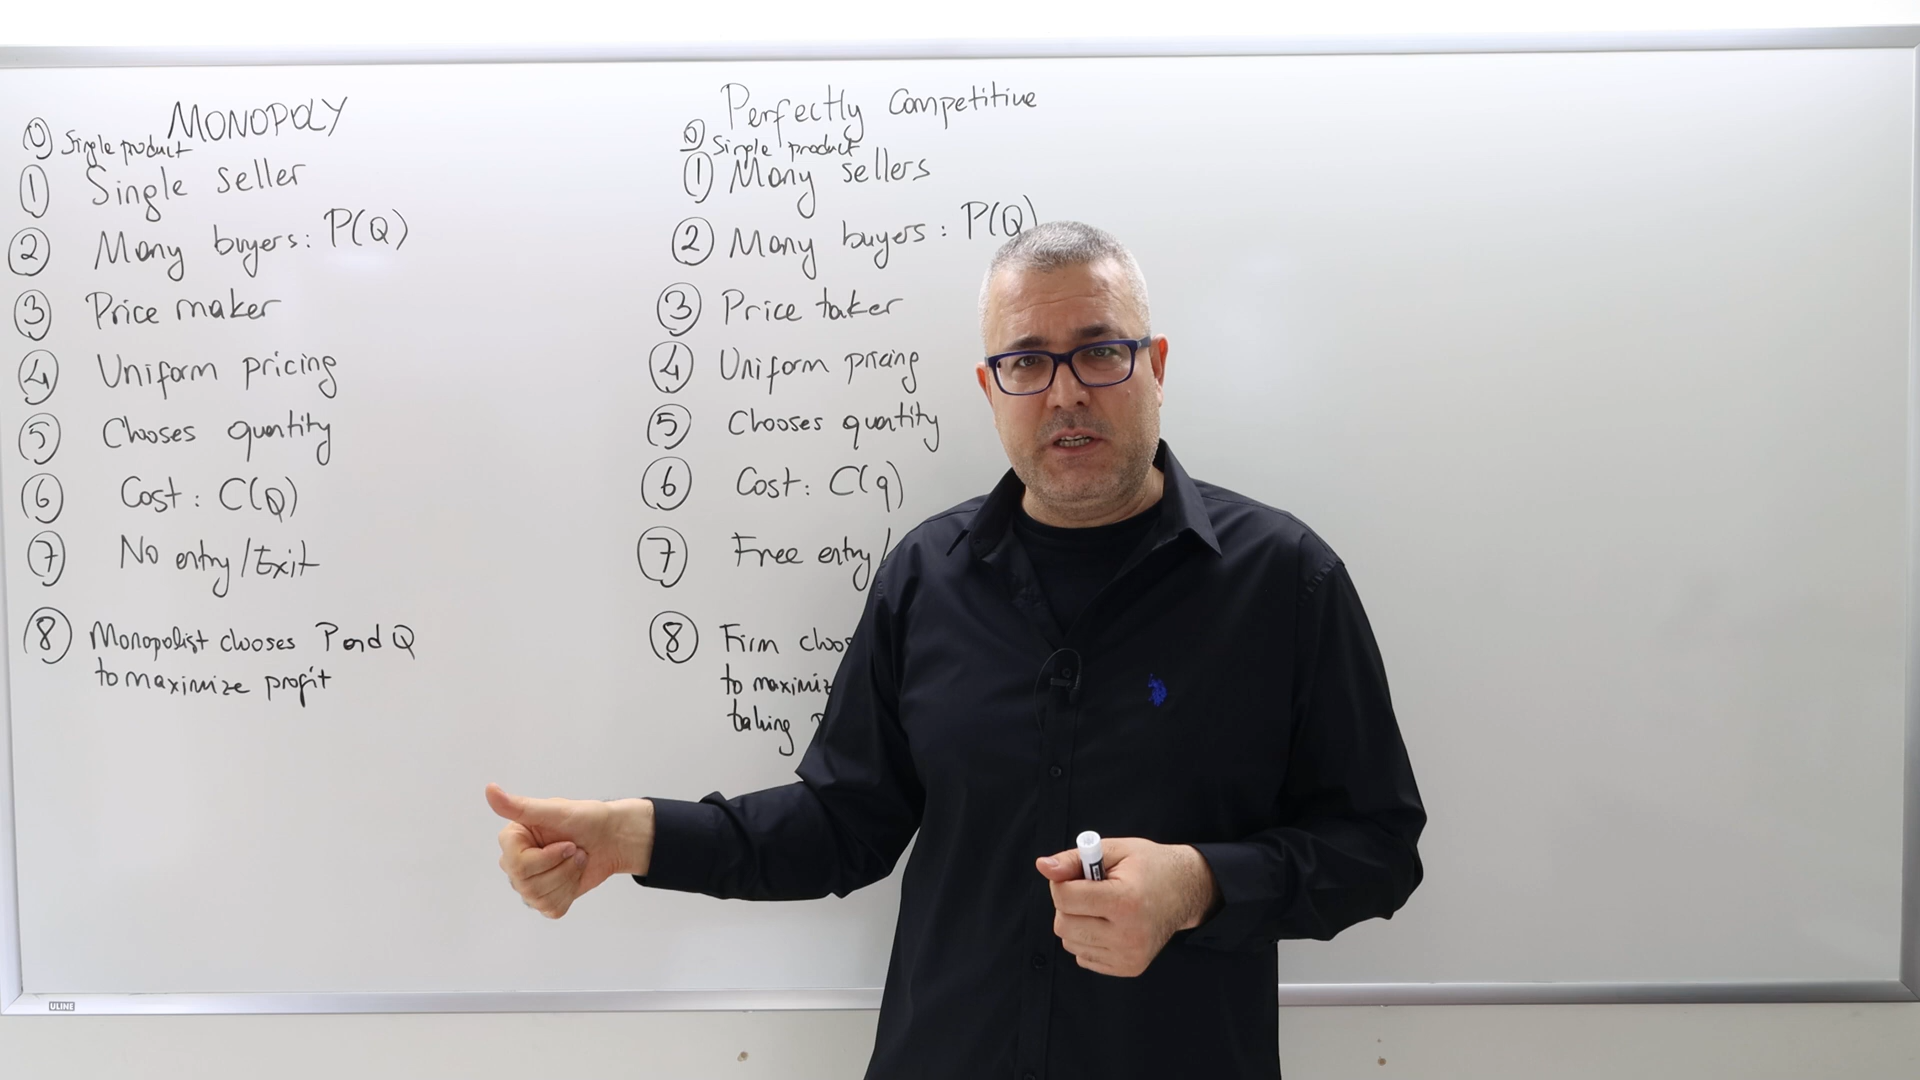 MONOPOLY
⓪ Single product
① Single seller
② Many buyers: P(Q)
③ Price maker
④ Uniform pricing
⑤ Chooses quantity
⑥ Cost: C(Q)
⑦ No entry/Exit
⑧ Monopolist chooses P and Q
to maximize profit
Perfectly Competitive
⓪ Single product
① Many sellers
② Many buyers: P(Q)
③ Price taker
④ Uniform pricing
⑤ Chooses quantity
⑥ Cost: C(q)
⑦ Free entry/
⑧ Firm
to
taking
ULINE